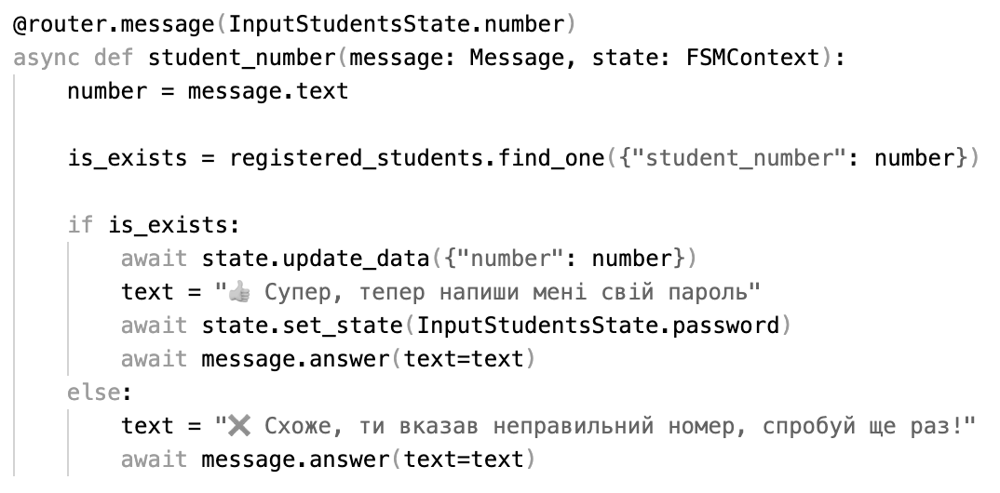 @router.message(InputStudentsState.number)
async def student_number(message: Message, state: FSMContext):
    number = message.text

    is_exists = registered_students.find_one({"student_number": number})

    if is_exists:
        await state.update_data({"number": number})
        text = "👍 Супер, тепер напиши мені свій пароль"
        await state.set_state(InputStudentsState.password)
        await message.answer(text=text)
    else:
        text = "❌ Схоже, ти вказав неправильний номер, спробуй ще раз!"
        await message.answer(text=text)